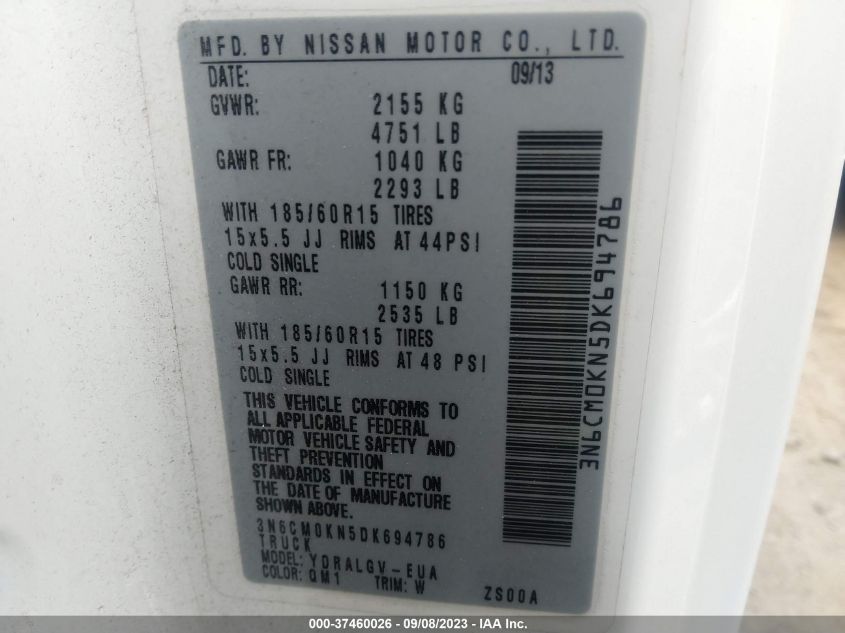 MFD. BY NISSAN MOTOR CO., LTD.
DATE: 09/13
GVWR: 2155 KG
4751 LB
GAWR FR: 1040 KG
2293 LB
WITH 185/60R15 TIRES
15x5.5 JJ RIMS AT 44PSI
COLD SINGLE
GAWR RR: 1150 KG
2535 LB
WITH 185/60R15 TIRES
15x5.5 JJ RIMS AT 48 PSI
COLD SINGLE
THIS VEHICLE CONFORMS TO
ALL APPLICABLE FEDERAL
MOTOR VEHICLE SAFETY AND
THEFT PREVENTION
STANDARDS IN EFFECT ON
THE DATE OF MANUFACTURE
SHOWN ABOVE.
3N6CM0KN5DK694786
TRUCK
MODEL: YDRALGV-EUA
COLOR: QM1 TRIM: W ZS00A
3N6CM0KN5DK694786
000-37460026 - 09/08/2023 - IAA Inc.